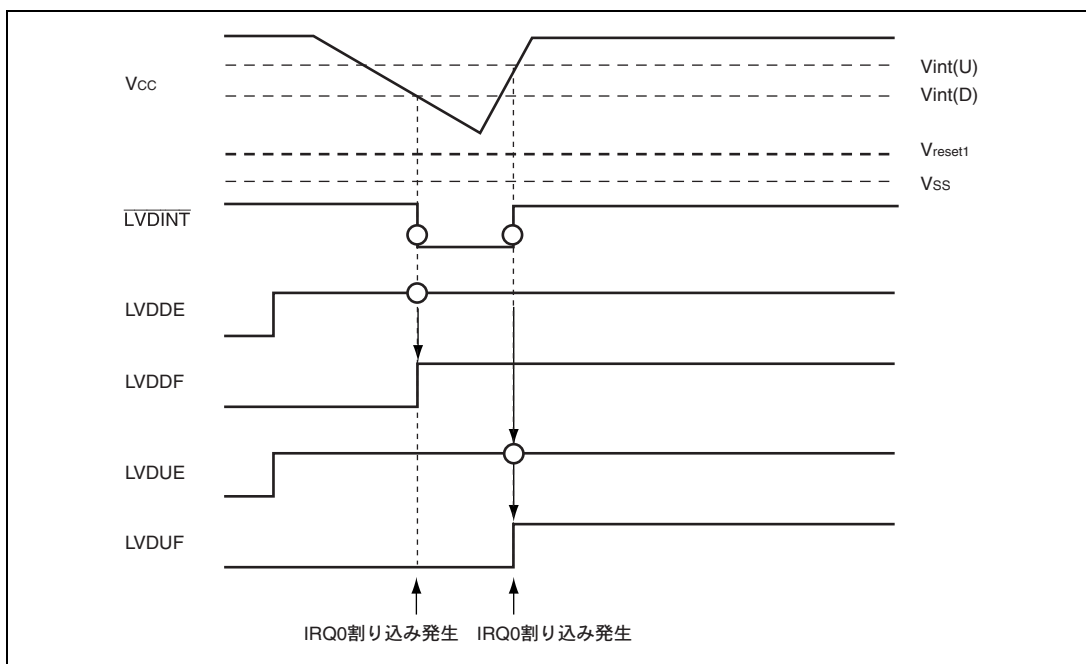 Vcc
Vint(U)
Vint(D)
Vreset1
Vss
LVDINT
LVDDE
LVDDF
LVDUE
LVDUF
IRQ0割り込み発生 IRQ0割り込み発生